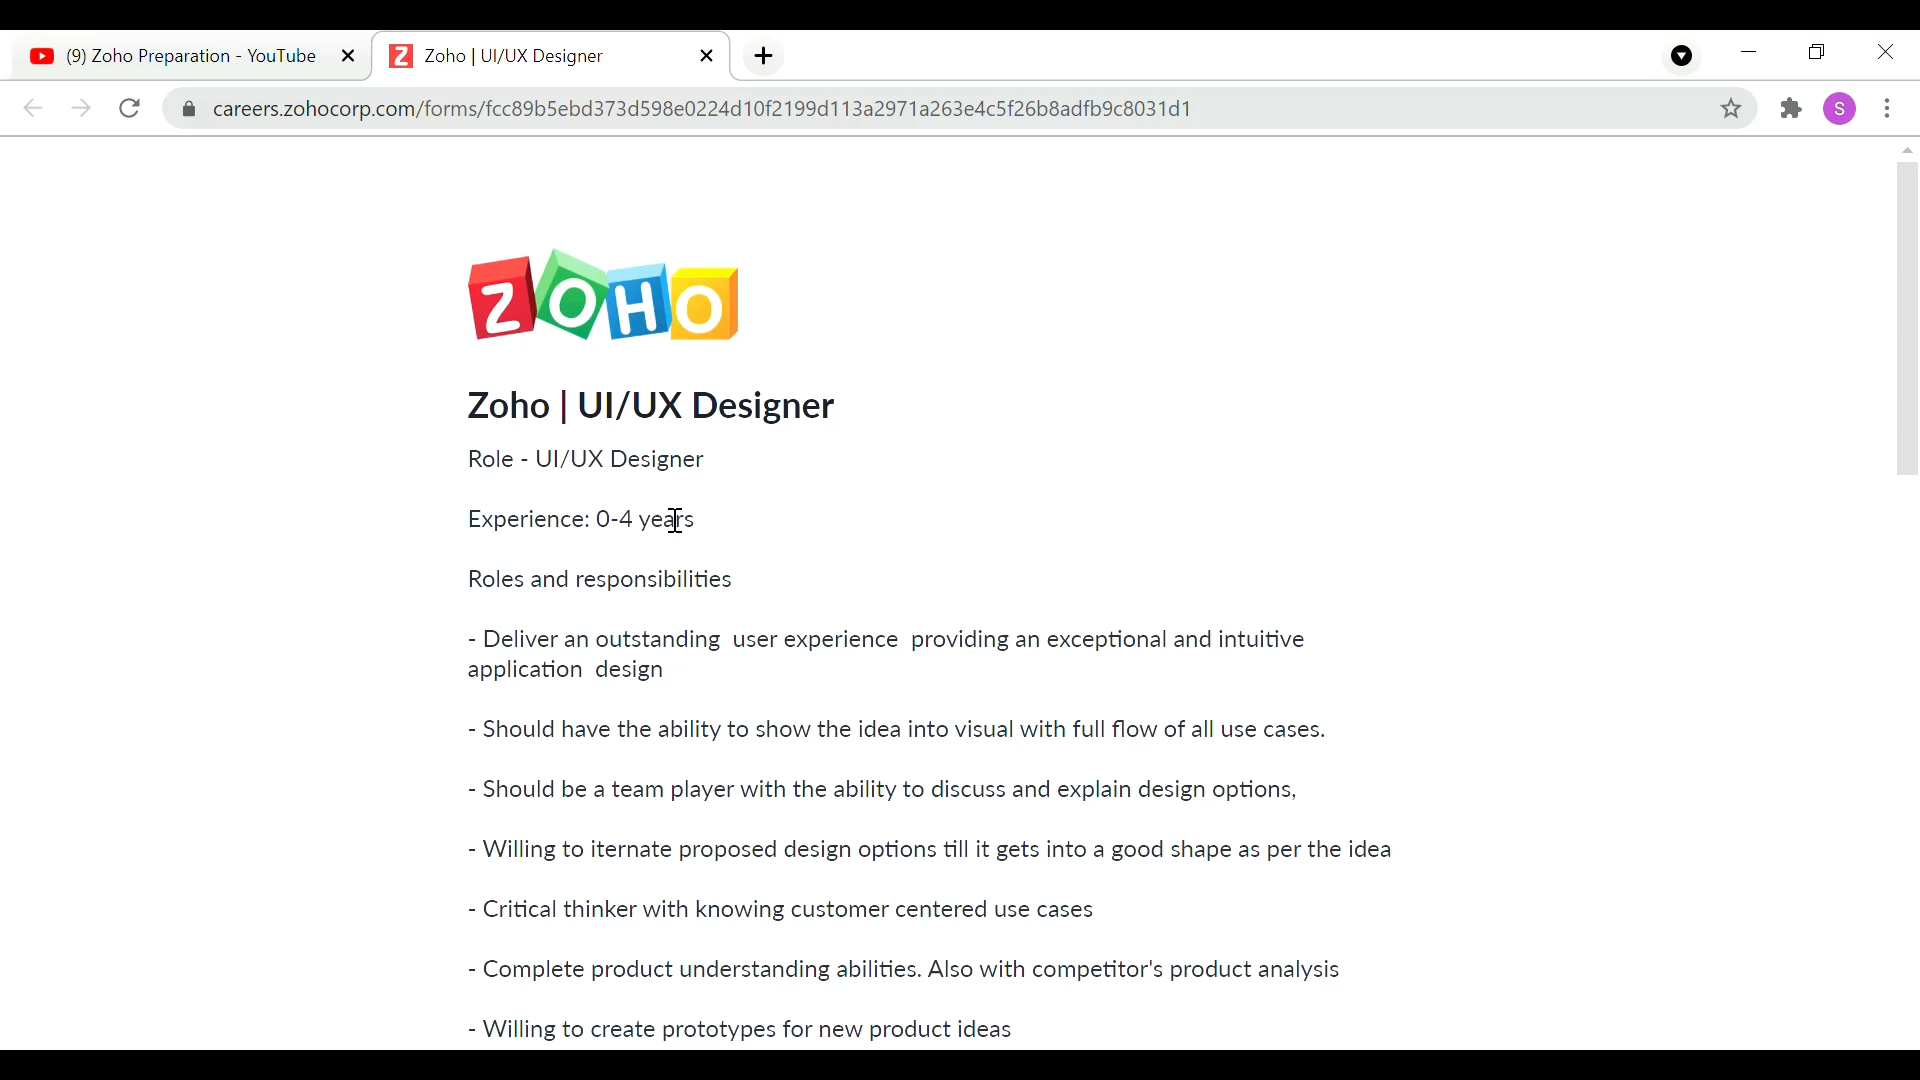 (9) Zoho Preparation - YouTube
Zoho | UI/UX Designer
careers.zohocorp.com/forms/fcc89b5ebd373d598e0224d10f2199d113a2971a263e4c5f26b8adfb9c8031d1
S
ZOHO
Zoho | UI/UX Designer
Role - UI/UX Designer
Experience: 0-4 years
Roles and responsibilities
- Deliver an outstanding  user experience  providing an exceptional and intuitive
application  design
- Should have the ability to show the idea into visual with full flow of all use cases.
- Should be a team player with the ability to discuss and explain design options,
- Willing to iternate proposed design options till it gets into a good shape as per the idea
- Critical thinker with knowing customer centered use cases
- Complete product understanding abilities. Also with competitor's product analysis
- Willing to create prototypes for new product ideas